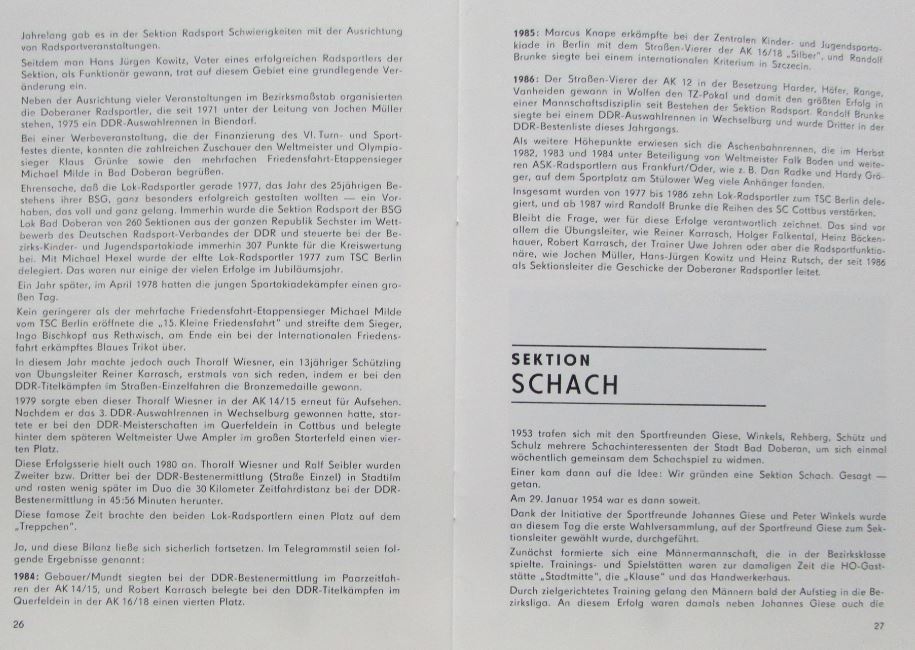 Jahrelang gab es in der Sektion Radsport Schwierigkeiten mit der Ausrichtung
von Radsportveranstaltungen.
Seitdem man Hans Jürgen Kowitz, Vater eines erfolgreichen Radsportlers der
Sektion, als Funktionär gewann, trat auf diesem Gebiet eine grundlegende Ver-
änderung ein.
Neben der Ausrichtung vieler Veranstaltungen im Bezirksmaßstab organisierten
die Doberaner Radsportler, die seit 1971 unter der Leitung von Jochen Müller
stehen, 1975 ein DDR-Auswahlrennen in Biendorf.
Bei einer Werbeveranstaltung, die der Finanzierung des VI. Turn- und Sport-
festes diente, konnten die zahlreichen Zuschauer den Weltmeister und Olympia-
sieger Klaus Grünke sowie den mehrfachen Friedensfahrt-Etappensieger
Michael Milde in Bad Doberan begrüßen.
Ehrensache, daß die Lok-Radsportler gerade 1977, das Jahr des 25jährigen Be-
stehens ihrer BSG, ganz besonders erfolgreich gestalten wollten — ein Vor-
haben, das voll und ganz gelang. Immerhin wurde die Sektion Radsport der BSG
Lok Bad Doberan von 260 Sektionen aus der ganzen Republik Sechster im Wett-
bewerb des Deutschen Radsport-Verbandes der DDR und steuerte bei der Be-
zirks-Kinder- und Jugendsportakiade immerhin 307 Punkte für die Kreiswertung
bei. Mit Michael Hexel wurde der elfte Lok-Radsportler 1977 zum TSC Berlin
delegiert. Das waren nur einige der vielen Erfolge im Jubiläumsjahr.
Ein Jahr später, im April 1978 hatten die jungen Spartakiadekämpfer einen gro-
ßen Tag.
Kein geringerer als der mehrfache Friedensfahrt-Etappensieger Michael Milde
vom TSC Berlin eröffnete die „15. Kleine Friedensfahrt" und streifte dem Sieger,
Ingo Bischkopf aus Rethwisch, am Ende ein bei der Internationalen Friedens-
fahrt erkämpftes Blaues Trikot über.
In diesem Jahr machte jedoch auch Thoralf Wiesner, ein 13jähriger Schützling
von Übungsleiter Reiner Karrasch, erstmals von sich reden, indem er bei den
DDR-Titelkämpfen im Straßen-Einzelfahren die Bronzemedaille gewann.
1979 sorgte eben dieser Thoralf Wiesner in der AK 14/15 erneut für Aufsehen.
Nachdem er das 3. DDR-Auswahlrennen in Wechselburg gewonnen hatte, star-
tete er bei den DDR-Meisterschaften im Querfeldein in Cottbus und belegte
hinter dem späteren Weltmeister Uwe Ampler im großen Starterfeld einen vier-
ten Platz.
Diese Erfolgsserie hielt auch 1980 an. Thoralf Wiesner und Ralf Seibler wurden
Zweiter bzw. Dritter bei der DDR-Bestenermittlung (Straße Einzel) in Stadtilm
und rasten wenig später im Duo die 30 Kilometer Zeitfahrdistanz bei der DDR-
Bestenermittlung in 45:56 Minuten herunter.
Diese famose Zeit brachte den beiden Lok-Radsportlern einen Platz auf dem
„Treppchen".
Ja, und diese Bilanz ließe sich sicherlich fortsetzen. Im Telegrammstil seien fol-
gende Ergebnisse genannt:
1984: Gebauer/Mundt siegten bei der DDR-Bestenermittlung im Paarzeitfah-
ren der AK 14/15, und Robert Karrasch belegte bei den DDR-Titelkämpfen im
Querfeldein in der AK 16/18 einen vierten Platz.
26
1985: Marcus Knape erkämpfte bei der Zentralen Kinder- und Jugendsparta-
kiade in Berlin mit dem Straßen-Vierer der AK 16/18 „Silber", und Randolf
Brunke siegte bei einem internationalen Kriterium in Szczecin.
1986: Der Straßen-Vierer der AK 12 in der Besetzung Harder, Höfer, Range,
Vanheiden gewann in Wolfen den TZ-Pokal und damit den größten Erfolg in
einer Mannschaftsdisziplin seit Bestehen der Sektion Radsport. Randolf Brunke
siegte bei einem DDR-Auswahlrennen in Wechselburg und wurde Dritter in der
DDR-Bestenliste dieses Jahrgangs.
Als weitere Höhepunkte erwiesen sich die Aschenbahnrennen, die im Herbst
1982, 1983 und 1984 unter Beteiligung von Weltmeister Falk Boden und weite-
ren ASK-Radsportlern aus Frankfurt/Oder, wie z. B. Dan Radke und Hardy Grö-
ger, auf dem Sportplatz am Stülower Weg viele Anhänger fanden.
Insgesamt wurden von 1977 bis 1986 zehn Lok-Radsportler zum TSC Berlin dele-
giert, und ab 1987 wird Randolf Brunke die Reihen des SC Cottbus verstärken.
Bleibt die Frage, wer für diese Erfolge verantwortlich zeichnet. Das sind vor
allem die Übungsleiter, wie Reiner Karrasch, Holger Falkental, Heinz Böcken-
hauer, Robert Karrasch, der Trainer Uwe Jahren oder aber die Radsportfunktio-
näre, wie Jochen Müller, Hans-Jürgen Kowitz und Heinz Rutsch, der seit 1986
als Sektionsleiter die Geschicke der Doberaner Radsportler leitet.
SEKTION
SCHACH
1953 trafen sich mit den Sportfreunden Giese, Winkels, Rehberg, Schütz und
Schulz mehrere Schachinteressenten der Stadt Bad Doberan, um sich einmal
wöchentlich gemeinsam dem Schachspiel zu widmen.
Einer kam dann auf die Idee: Wir gründen eine Sektion Schach. Gesagt —
getan.
Am 29. Januar 1954 war es dann soweit.
Dank der Initiative der Sportfreunde Johannes Giese und Peter Winkels wurde
an diesem Tag die erste Wahlversammlung, auf der Sportfreund Giese zum Sek-
tionsleiter gewählt wurde, durchgeführt.
Zunächst formierte sich eine Männermannschaft, die in der Bezirksklasse
spielte. Trainings- und Spielstätten waren zur damaligen Zeit die HO-Gast-
stätte „Stadtmitte", die „Klause" und das Handwerkerhaus.
Durch zielgerichtetes Training gelang den Männern bald der Aufstieg in die Be-
zirksliga. An diesem Erfolg waren damals neben Johannes Giese auch die
27